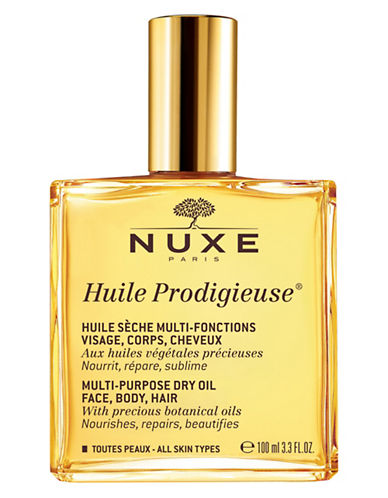 NUXE
PARIS
Huile Prodigieuse®
HUILE SÈCHE MULTI-FONCTIONS
VISAGE, CORPS, CHEVEUX
Aux huiles végétales précieuses
Nourrit, répare, sublime
MULTI-PURPOSE DRY OIL
FACE, BODY, HAIR
With precious botanical oils
Nourishes, repairs, beautifies
■ TOUTES PEAUX - ALL SKIN TYPES ℮ 100 ml 3.3 FL.OZ.